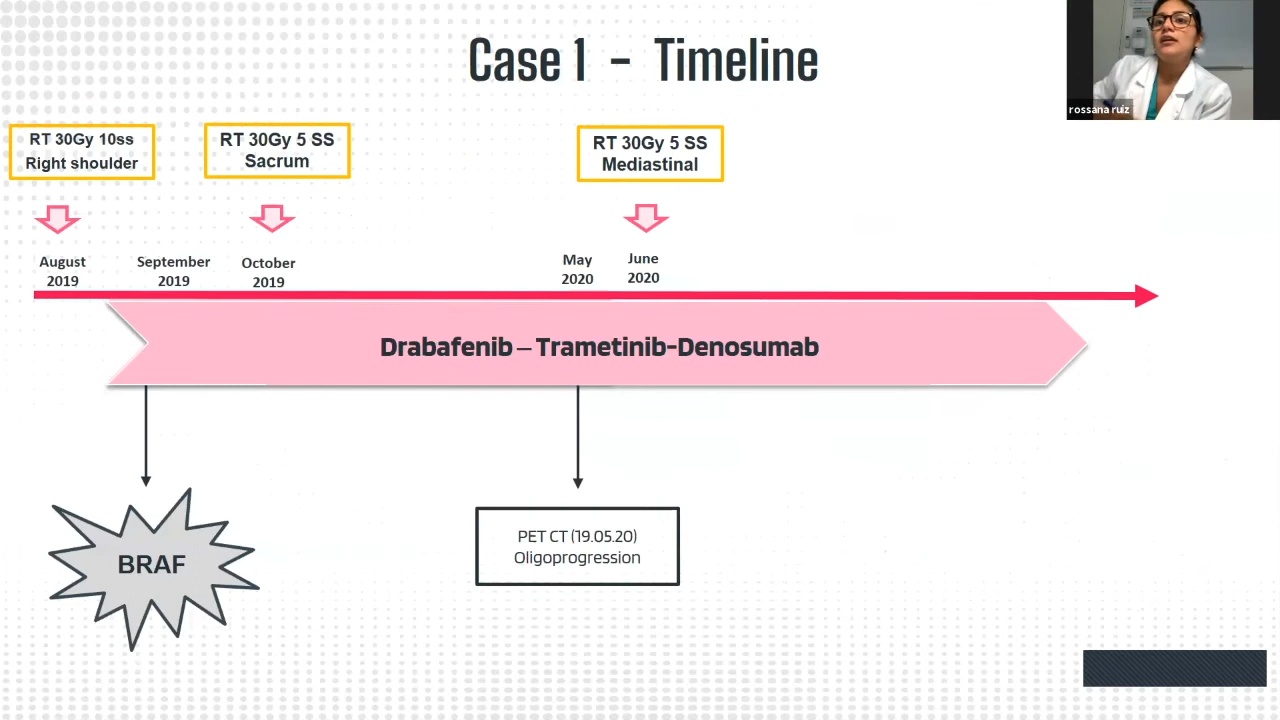 Case 1 - Timeline
rossana ruiz
RT 30Gy 10ss
Right shoulder
RT 30Gy 5 SS
Sacrum
RT 30Gy 5 SS
Mediastinal
August
2019
September
2019
October
2019
May
2020
June
2020
Drabafenib – Trametinib-Denosumab
BRAF
PET CT (19.05.20)
Oligoprogression